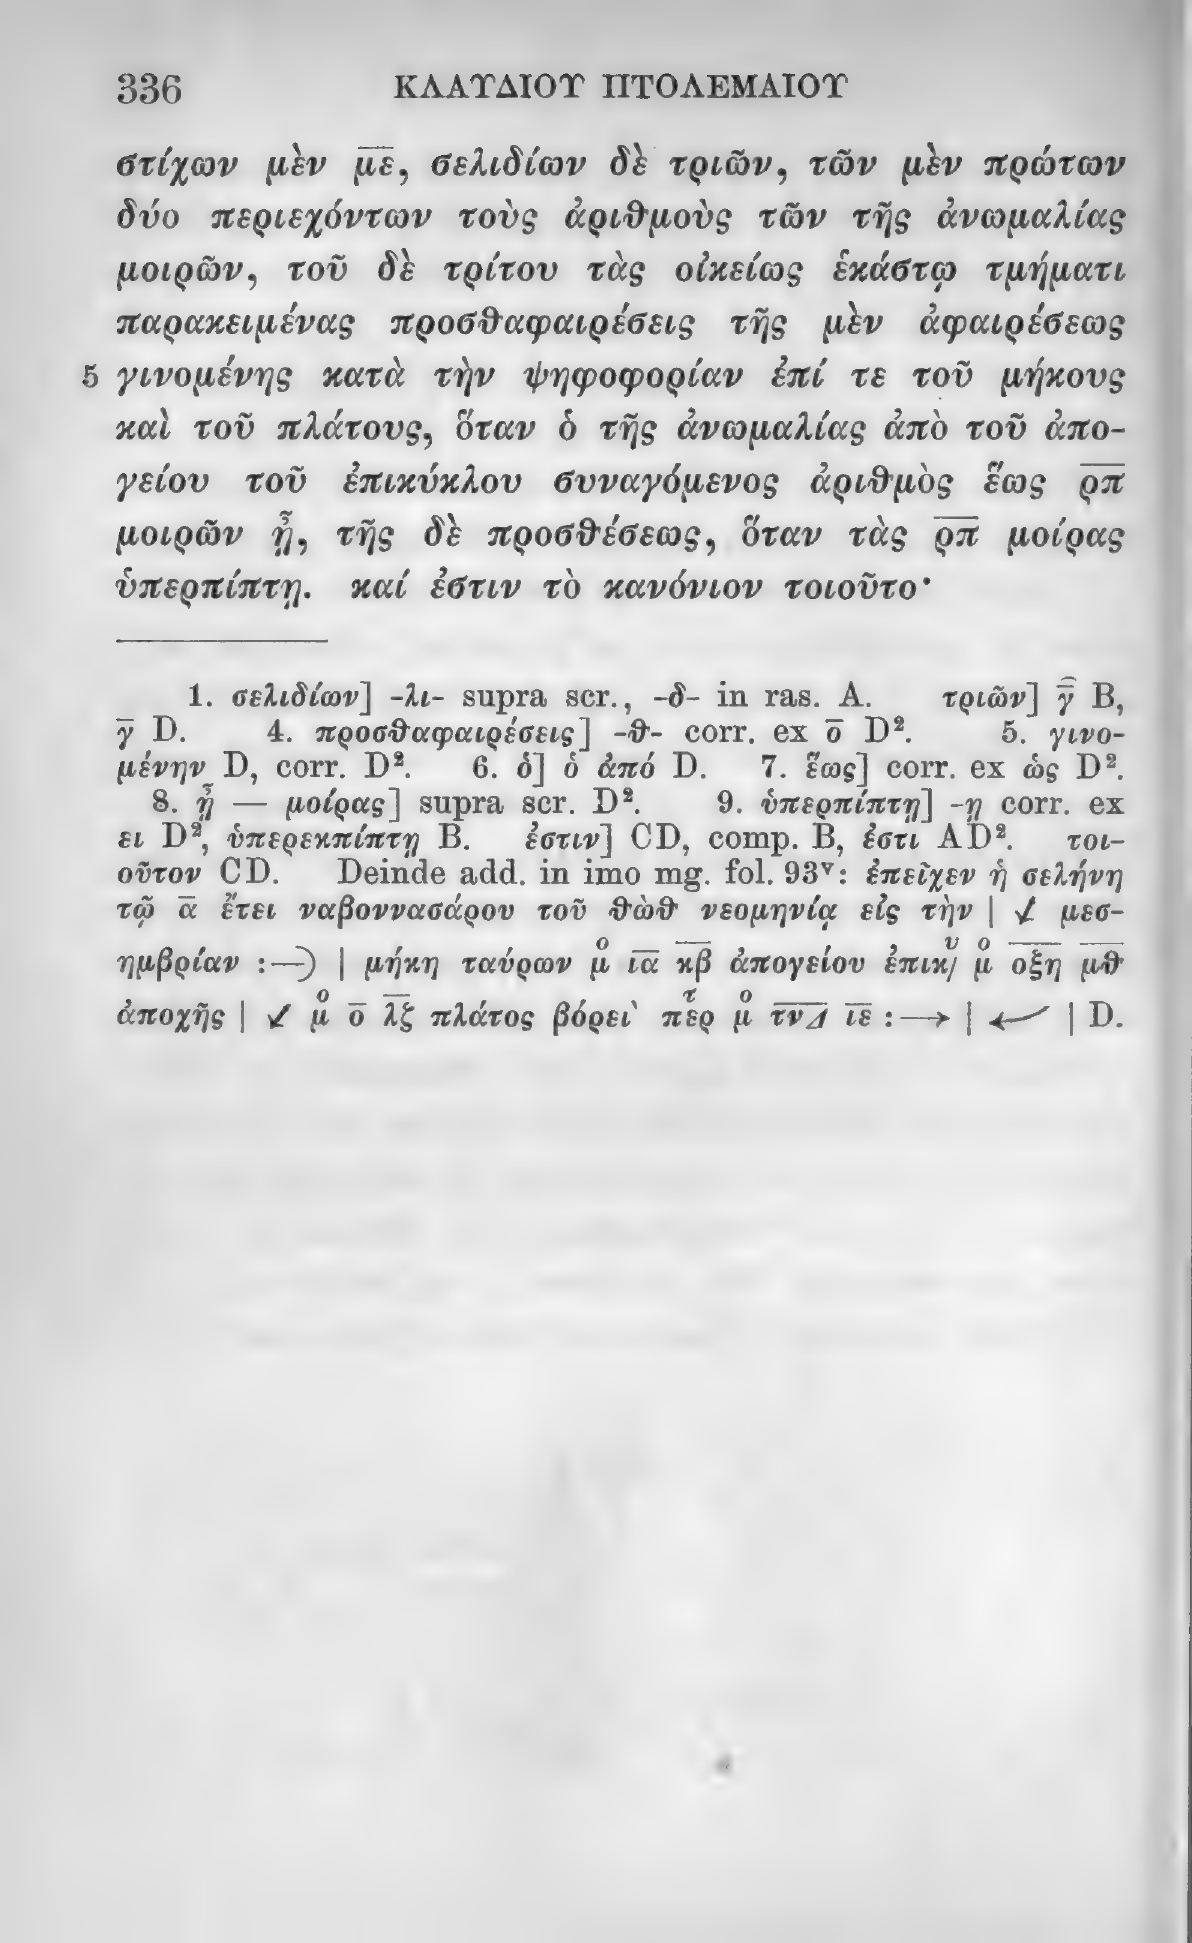 336 ΚΛΑΥΔΙΟΥ ΠΤΟΛΕΜΑΙΟΥ
στίχων μὲν μ̅ε̅, σελιδίων δὲ τριῶν, τῶν μὲν πρώτων
δύο περιεχόντων τοὺς ἀριθμοὺς τῶν τῆς ἀνωμαλίας
μοιρῶν, τοῦ δὲ τρίτου τὰς οἰκείως ἑκάστῳ τμήματι
παρακειμένας προσθαφαιρέσεις τῆς μὲν ἀφαιρέσεως
5 γινομένης κατὰ τὴν ψηφοφορίαν ἐπί τε τοῦ μήκους
καὶ τοῦ πλάτους, ὅταν ὁ τῆς ἀνωμαλίας ἀπὸ τοῦ ἀπο-
γείου τοῦ ἐπικύκλου συναγόμενος ἀριθμὸς ἕως ρ̅π̅
μοιρῶν ᾖ, τῆς δὲ προσθέσεως, ὅταν τὰς ρ̅π̅ μοίρας
ὑπερπίπτῃ. καί ἐστιν τὸ κανόνιον τοιοῦτο·
1. σελιδίων] -λι- supra scr., -δ- in ras. A. τριῶν] γ̅̑ B,
γ̅ D. 4. προσθαφαιρέσεις] -θ- corr. ex ο̅ D². 5. γινο-
μένην D, corr. D². 6. ὁ] ὁ ἀπό D. 7. ἕως] corr. ex ὡς D².
8. ᾖ — μοίρας] supra scr. D². 9. ὑπερπίπτῃ] -ῃ corr. ex
ει D², ὑπερεκπίπτῃ B. ἐστιν] CD, comp. B, ἐστι AD². τοι-
οῦτον CD. Deinde add. in imo mg. fol. 93ᵛ: ἐπεῖχεν ἡ σελήνη
τῷ α̅ ἔτει ναβοννασάρου τοῦ θὼθ νεομηνίᾳ εἰς τὴν | μεσ-
ημβρίαν :—) | μήκη ταύρων μͦ ι̅α̅ κ̅β̅ ἀπογείου ἐπικ/ͧ μͦ ο̅ξ̅η̅ μ̅θ̅
ἀποχῆς | μͦ ο̅ λ̅ξ̅ πλάτος βόρεἱ πεͭρ μͦ τ̅ν̅Δ̅ ι̅ε̅ :—→ | ↙ | D.